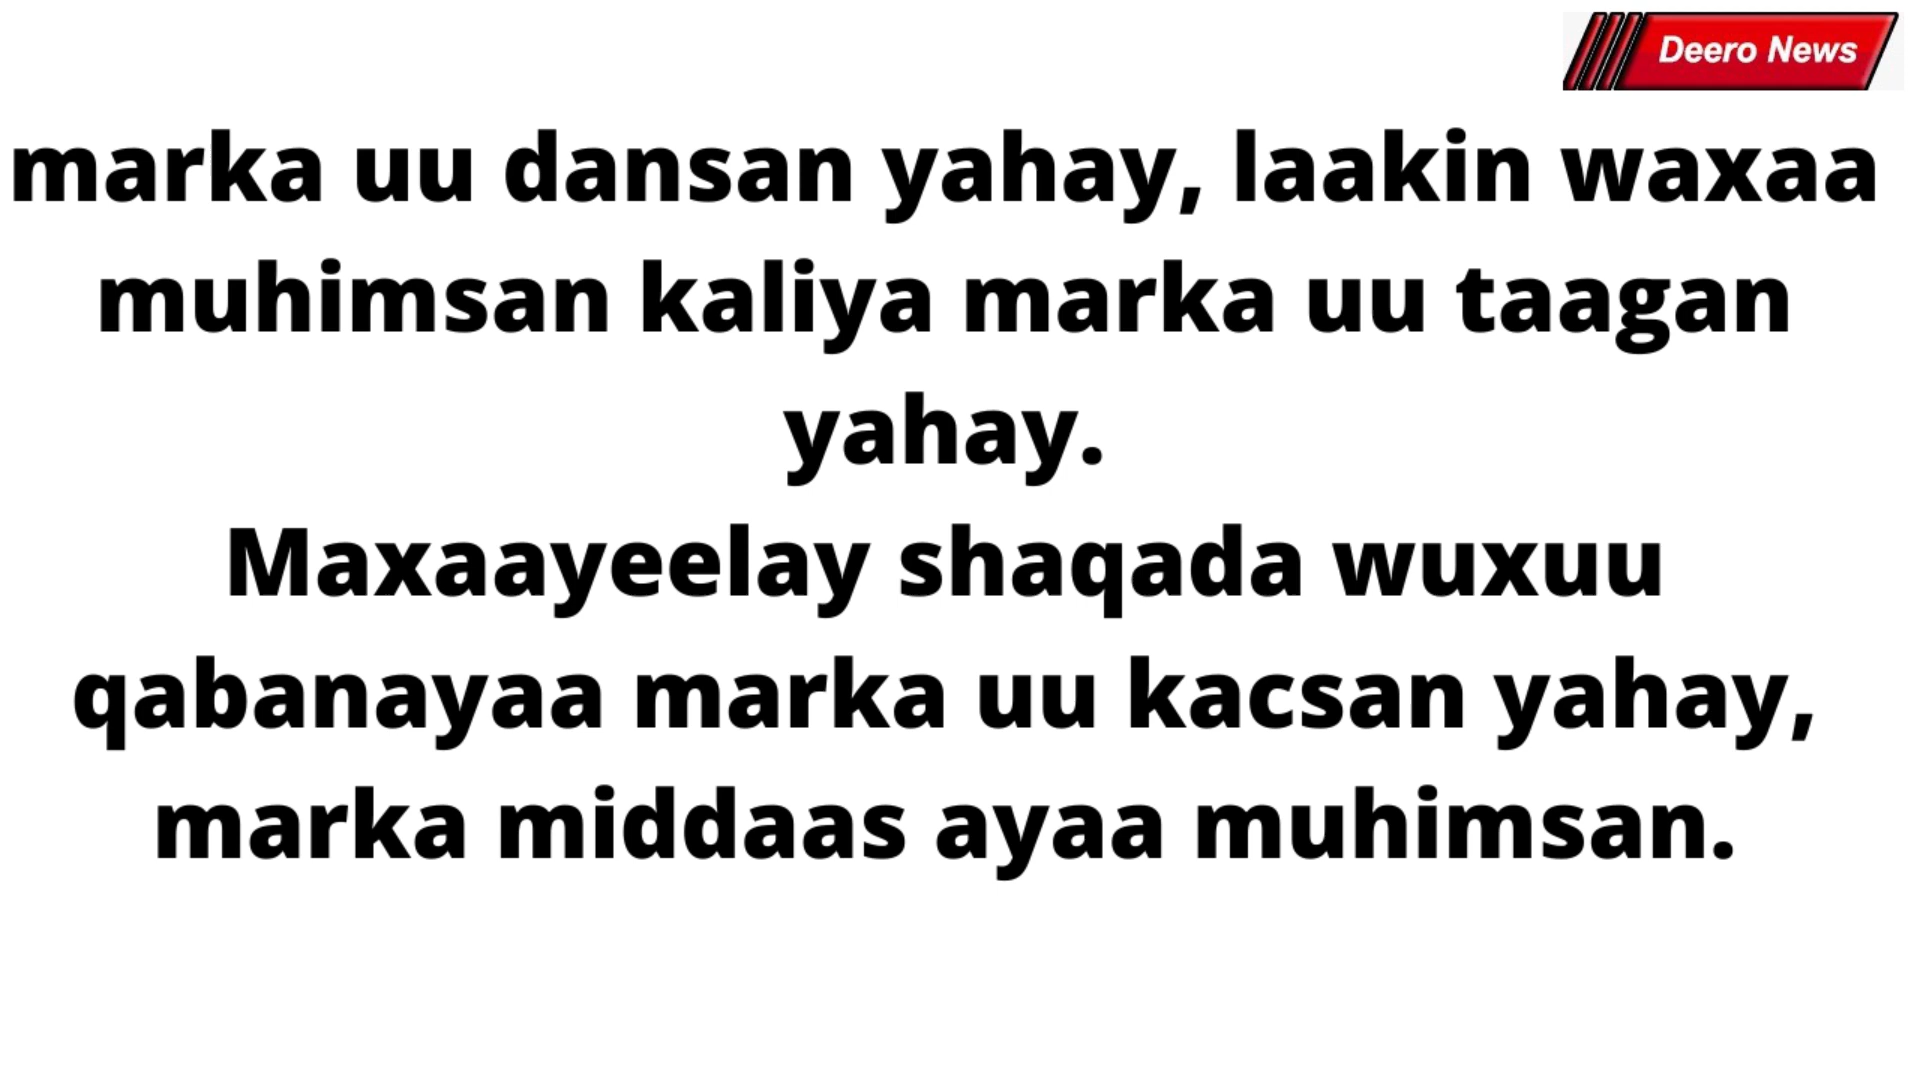 Deero News
marka uu dansan yahay, laakin waxaa
muhimsan kaliya marka uu taagan
yahay.
Maxaayeelay shaqada wuxuu
qabanayaa marka uu kacsan yahay,
marka middaas ayaa muhimsan.